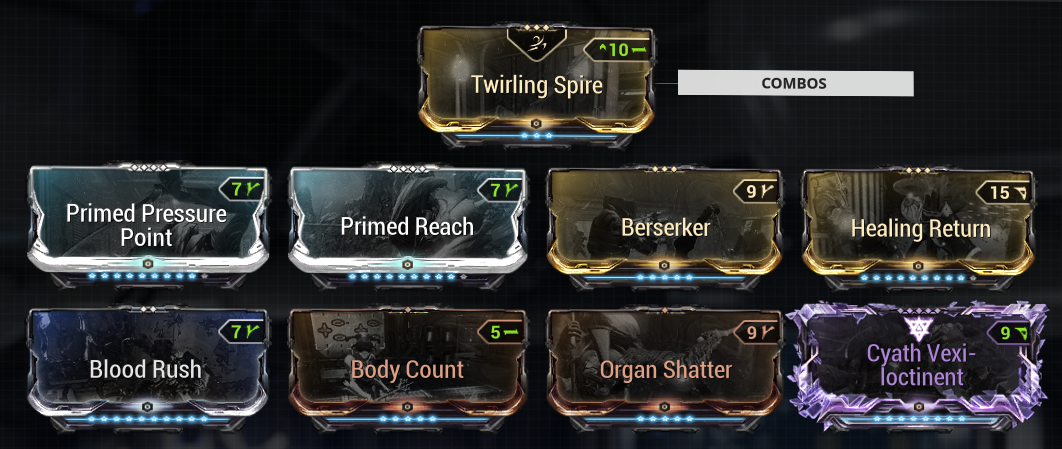 10
Twirling Spire
COMBOS
7
Primed Pressure
Point
7
Primed Reach
9
Berserker
15
Healing Return
7
Blood Rush
5
Body Count
9
Organ Shatter
9
Cyath Vexi-
loctinent